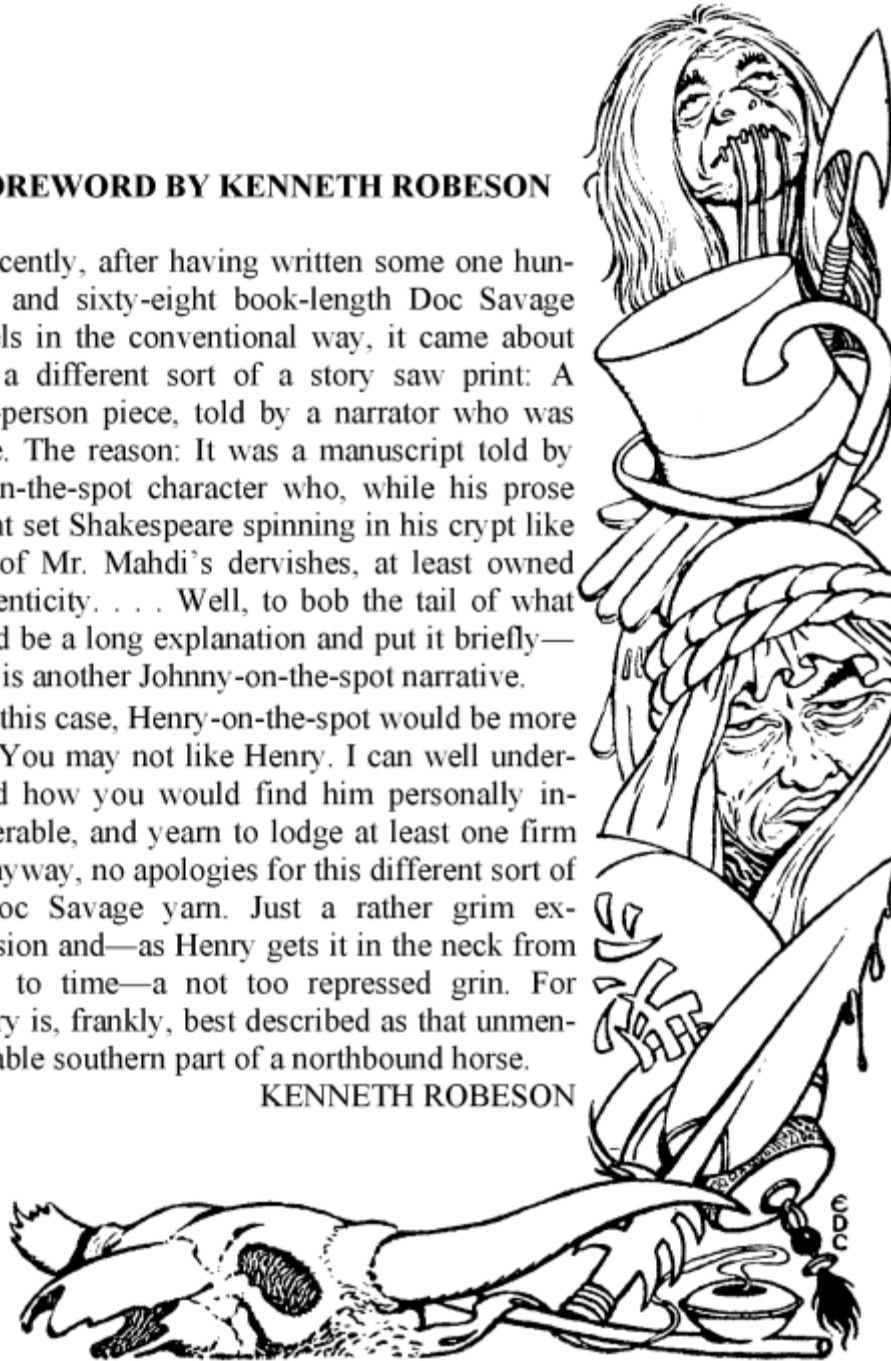 OREWORD BY KENNETH ROBESON
cently, after having written some one hun-
and sixty-eight book-length Doc Savage
els in the conventional way, it came about
a different sort of a story saw print: A
-person piece, told by a narrator who was
e. The reason: It was a manuscript told by
n-the-spot character who, while his prose
nt set Shakespeare spinning in his crypt like
of Mr. Mahdi’s dervishes, at least owned
enticity. . . . Well, to bob the tail of what
d be a long explanation and put it briefly—
is another Johnny-on-the-spot narrative.
this case, Henry-on-the-spot would be more
You may not like Henry. I can well under-
d how you would find him personally in-
erable, and yearn to lodge at least one firm
nyway, no apologies for this different sort of
oc Savage yarn. Just a rather grim ex-
sion and—as Henry gets it in the neck from
to time—a not too repressed grin. For
ry is, frankly, best described as that unmen-
able southern part of a northbound horse.
KENNETH ROBESON
EDC